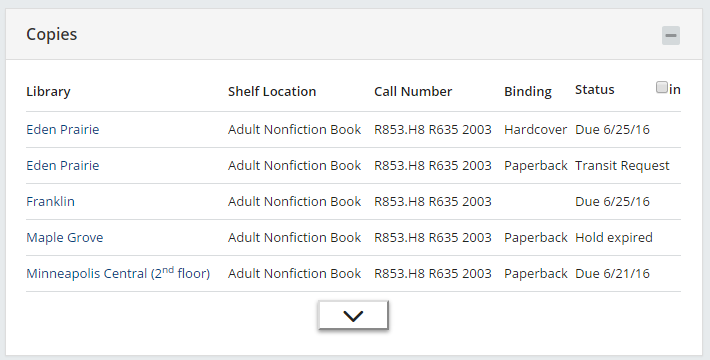 Copies
Library Shelf Location Call Number Binding Status in
Eden Prairie Adult Nonfiction Book R853.H8 R635 2003 Hardcover Due 6/25/16
Eden Prairie Adult Nonfiction Book R853.H8 R635 2003 Paperback Transit Request
Franklin Adult Nonfiction Book R853.H8 R635 2003 Due 6/25/16
Maple Grove Adult Nonfiction Book R853.H8 R635 2003 Paperback Hold expired
Minneapolis Central (2nd floor) Adult Nonfiction Book R853.H8 R635 2003 Paperback Due 6/21/16